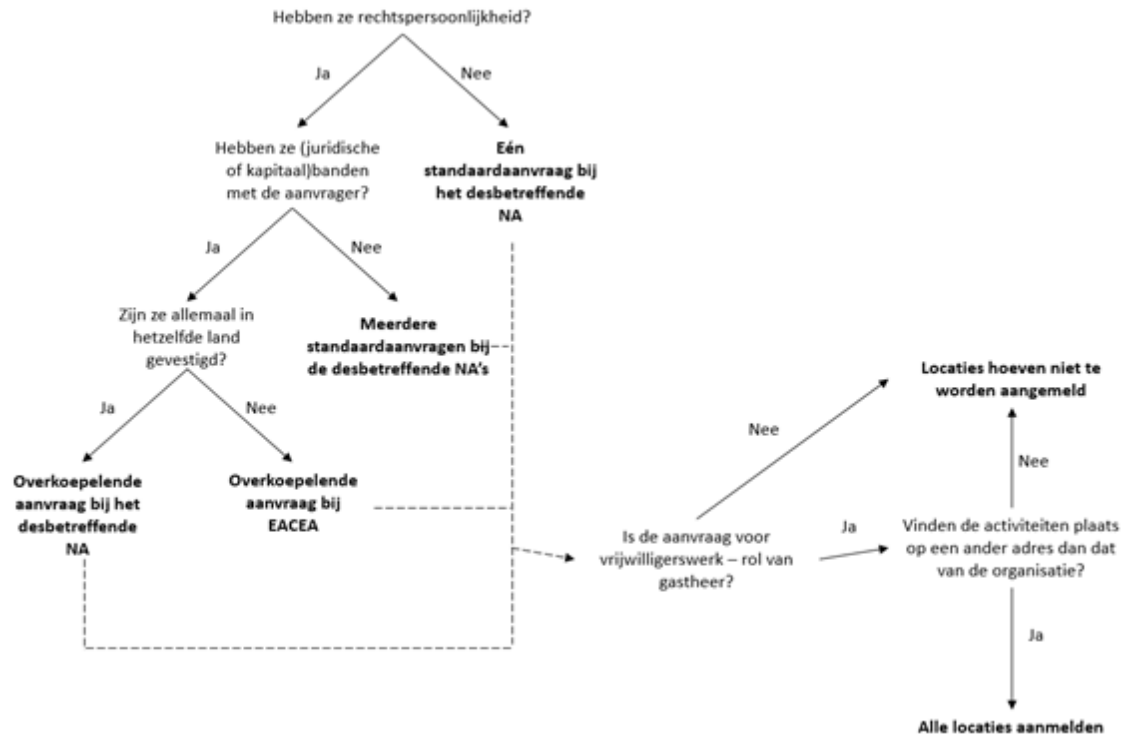 Hebben ze rechtspersoonlijkheid?
Ja
Nee
Hebben ze (juridische
of kapitaal)banden
met de aanvrager?
Eén
standaardaanvraag bij
het desbetreffende
NA
Ja
Nee
Zijn ze allemaal in
hetzelfde land
gevestigd?
Meerdere
standaardaanvragen bij
de desbetreffende NA's
Ja
Nee
Overkoepelende
aanvraag bij het
desbetreffende
NA
Overkoepelende
aanvraag bij
EACEA
Is de aanvraag voor
vrijwilligerswerk – rol van
gastheer?
Nee
Ja
Locaties hoeven niet te
worden aangemeld
Nee
Vinden de activiteiten plaats
op een ander adres dan dat
van de organisatie?
Ja
Alle locaties aanmelden